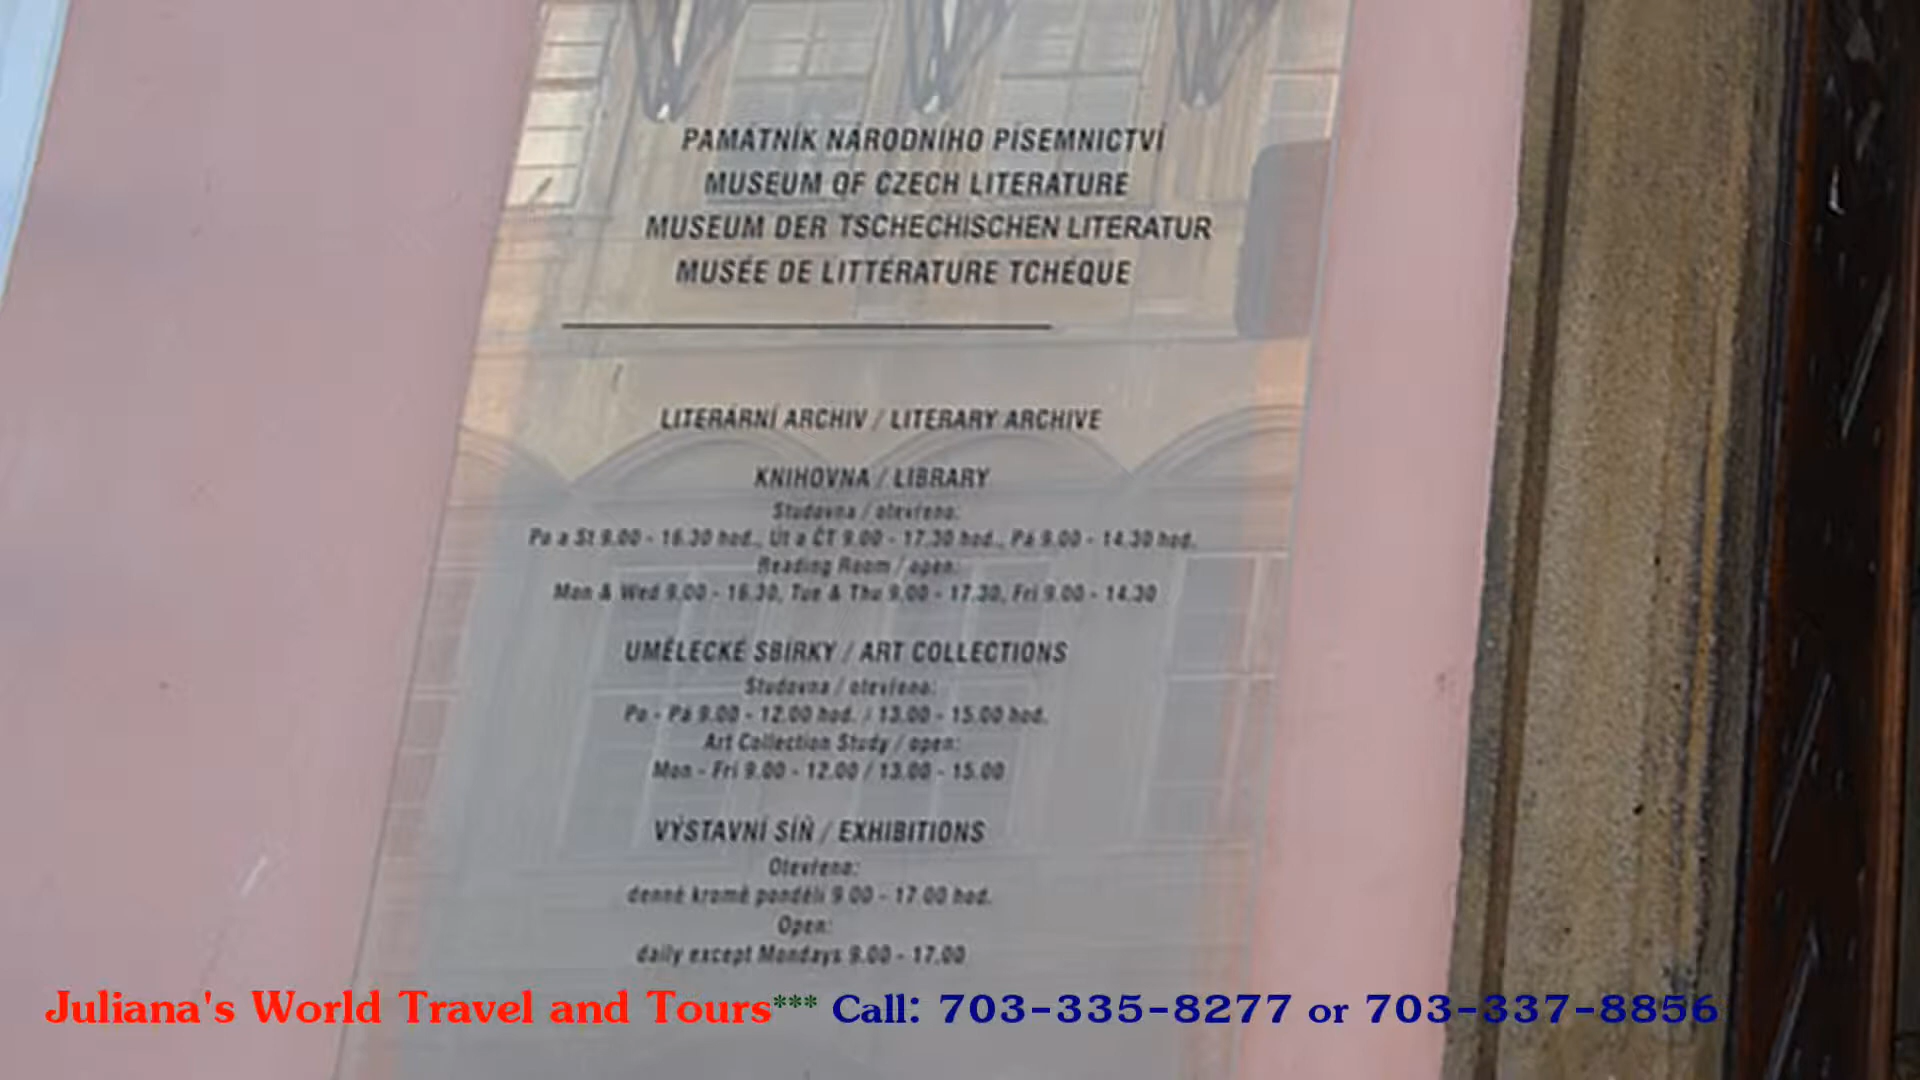 PAMÁTNÍK NÁRODNÍHO PÍSEMNICTVÍ
MUSEUM OF CZECH LITERATURE
MUSEUM DER TSCHECHISCHEN LITERATUR
MUSÉE DE LITTÉRATURE TCHÉQUE
LITERÁRNÍ ARCHIV / LITERARY ARCHIVE
KNIHOVNA / LIBRARY
Studovna / otevřeno:
Po a St 9.00 - 16.30 hod., Út a ČT 9.00 - 17.30 hod., Pá 9.00 - 14.30 hod.
Reading Room / open:
Mon & Wed 9.00 - 16.30, Tue & Thu 9.00 - 17.30, Fri 9.00 - 14.30
UMĚLECKÉ SBÍRKY / ART COLLECTIONS
Studovna / otevřeno:
Po - Pá 9.00 - 12.00 hod. / 13.00 - 15.00 hod.
Art Collection Study / open:
Mon - Fri 9.00 - 12.00 / 13.00 - 15.00
VÝSTAVNÍ SÍŇ / EXHIBITIONS
Otevřeno:
denně kromě pondělí 9.00 - 17.00 hod.
Open:
daily except Mondays 9.00 - 17.00
Juliana's World Travel and Tours*** Call: 703-335-8277 or 703-337-8856